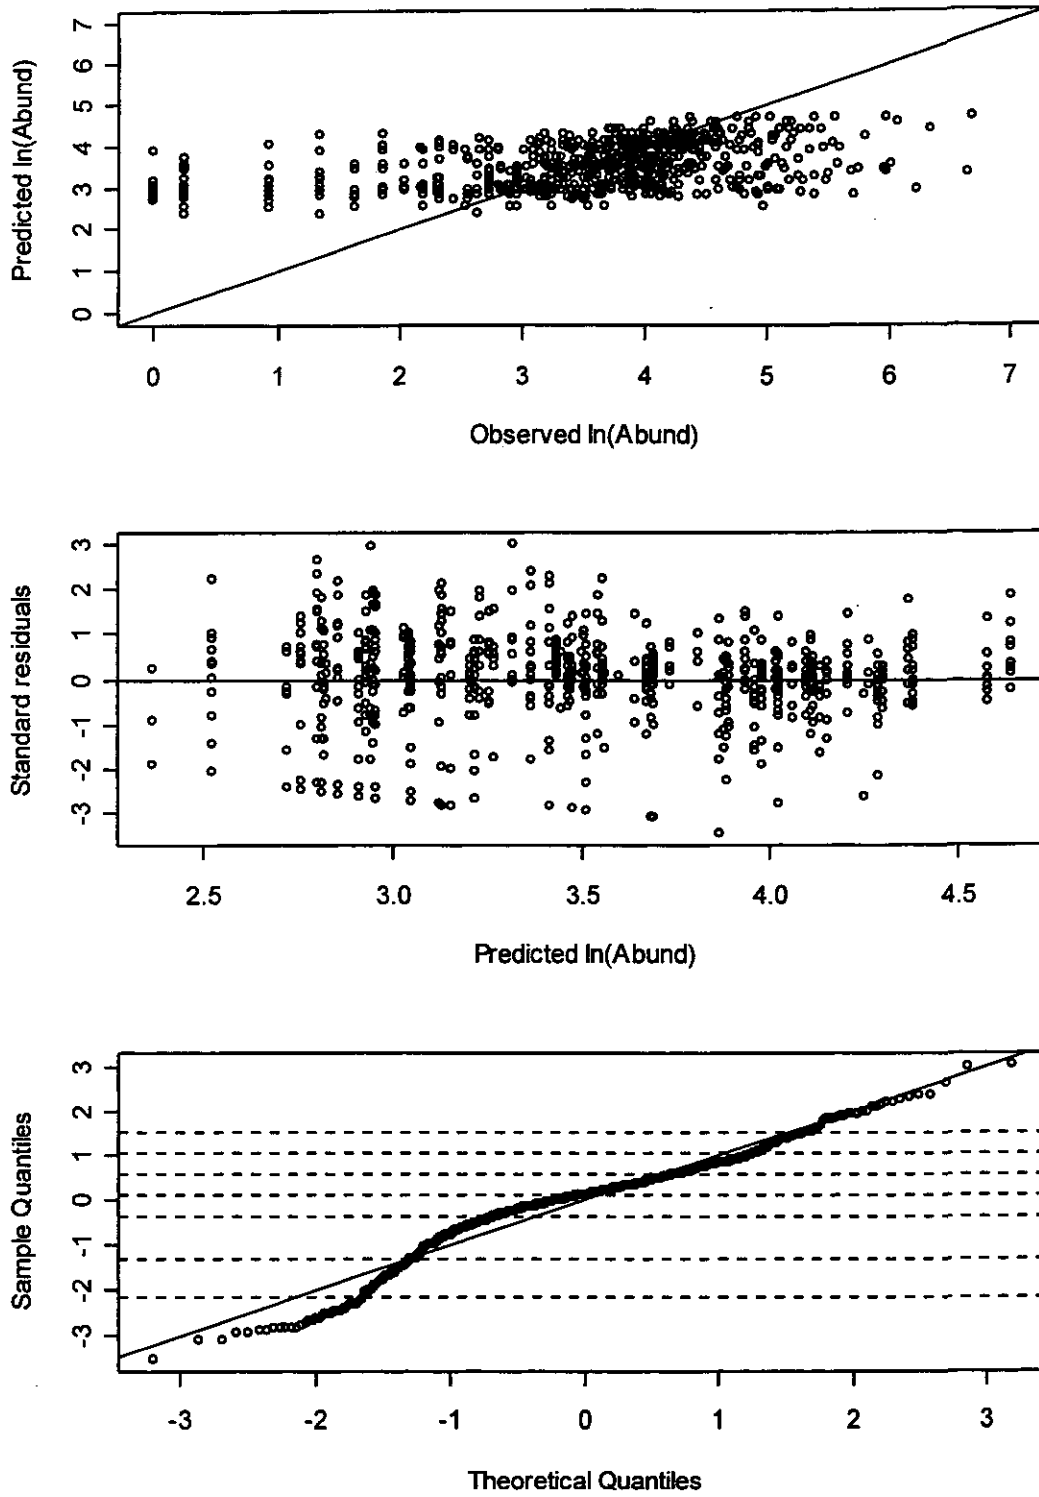 Predicted ln(Abund)
7
6
5
4
3
2
1
0
0 1 2 3 4 5 6 7
Observed ln(Abund)
Standard residuals
3
2
1
0
-1
-2
-3
2.5 3.0 3.5 4.0 4.5
Predicted ln(Abund)
Sample Quantiles
3
2
1
0
-1
-2
-3
-3 -2 -1 0 1 2 3
Theoretical Quantiles